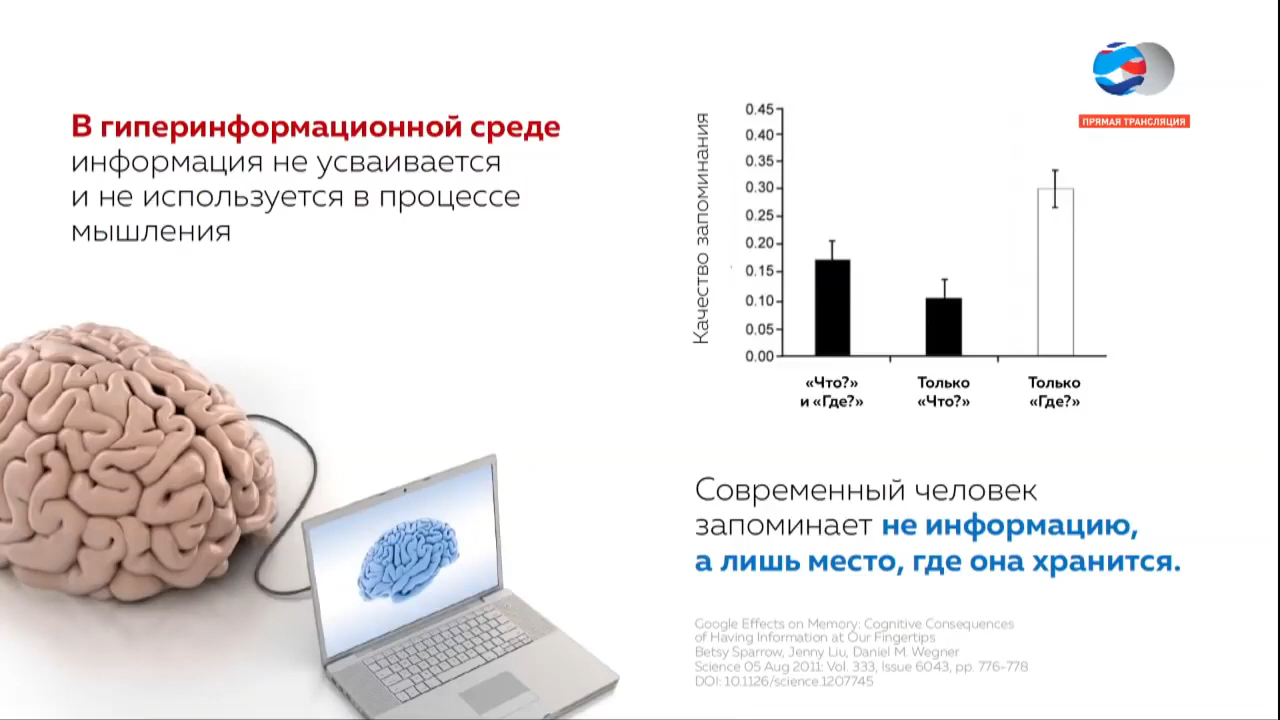 В гиперинформационной среде
информация не усваивается
и не используется в процессе
мышления
ПРЯМАЯ ТРАНСЛЯЦИЯ
Качество запоминания
0.45
0.40
0.35
0.30
0.25
0.20
0.15
0.10
0.05
0.00
«Что?»
и «Где?»
Только
«Что?»
Только
«Где?»
Современный человек
запоминает не информацию,
а лишь место, где она хранится.
Google Effects on Memory: Cognitive Consequences
of Having Information at Our Fingertips
Betsy Sparrow, Jenny Liu, Daniel M. Wegner
Science 05 Aug 2011: Vol. 333, Issue 6043, pp. 776-778
DOI: 10.1126/science.1207745